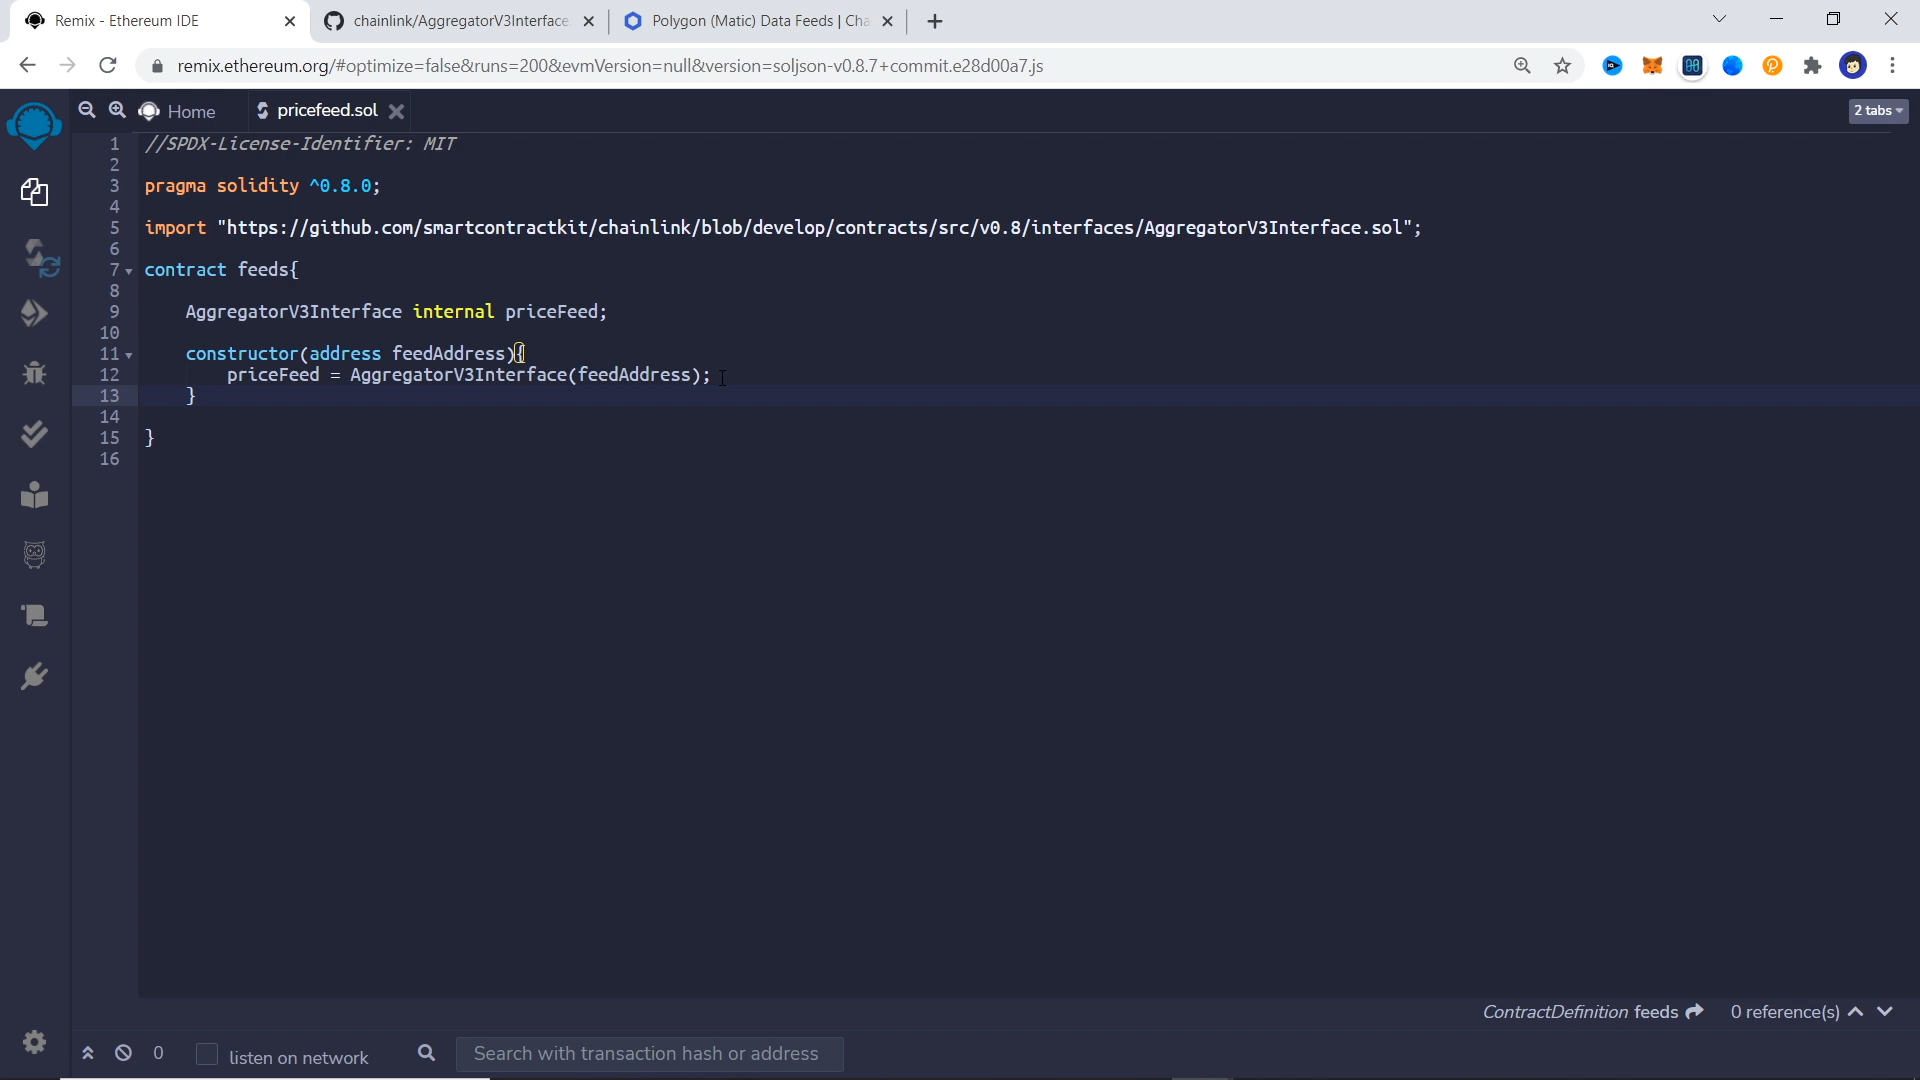 Remix - Ethereum IDE
chainlink/AggregatorV3Interface.
Polygon (Matic) Data Feeds | Cha
remix.ethereum.org/#optimize=false&runs=200&evmVersion=null&version=soljson-v0.8.7+commit.e28d00a7.js
Home
pricefeed.sol
2 tabs
1 //SPDX-License-Identifier: MIT
2
3 pragma solidity ^0.8.0;
4
5 import "https://github.com/smartcontractkit/chainlink/blob/develop/contracts/src/v0.8/interfaces/AggregatorV3Interface.sol";
6
7 contract feeds{
8
9 AggregatorV3Interface internal priceFeed;
10
11 constructor(address feedAddress){
12 priceFeed = AggregatorV3Interface(feedAddress);
13 }
14
15 }
16
ContractDefinition feeds 0 reference(s)
0 listen on network Search with transaction hash or address